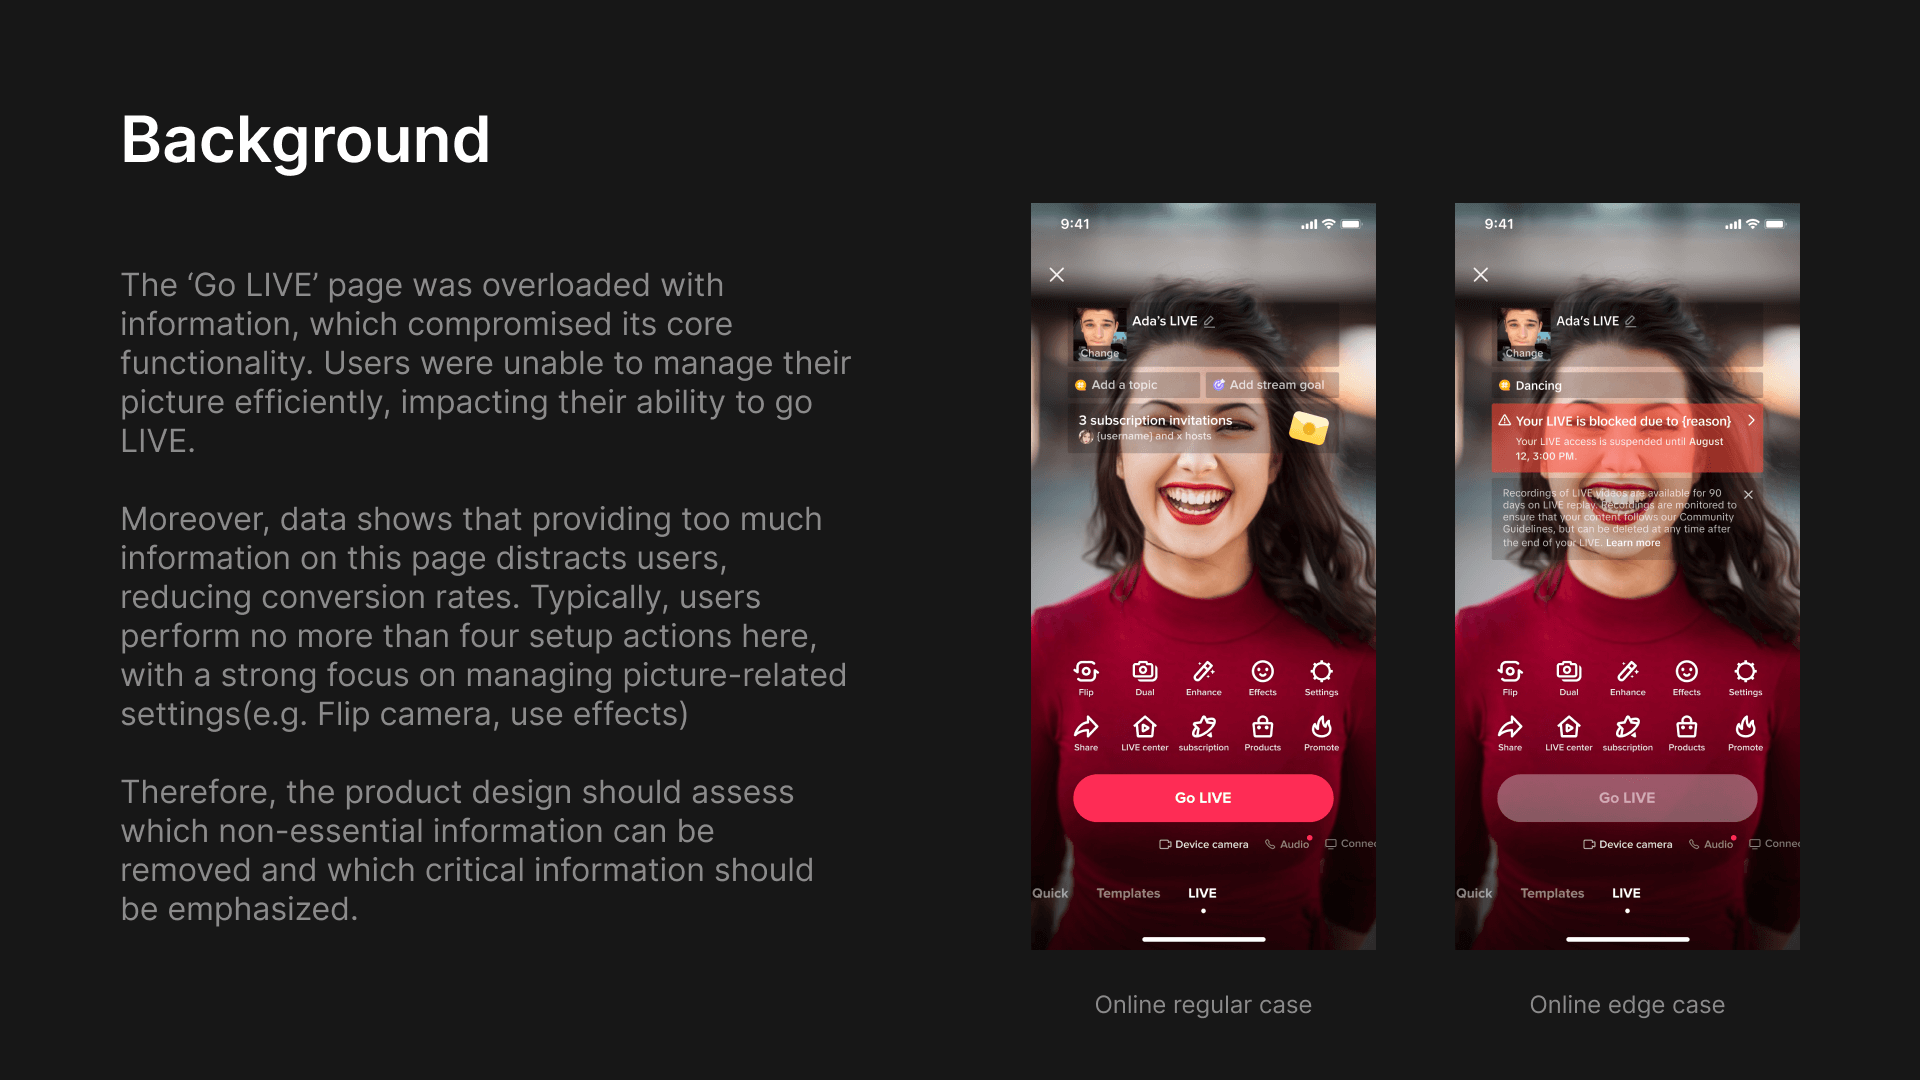 Background
The ‘Go LIVE’ page was overloaded with
information, which compromised its core
functionality. Users were unable to manage their
picture efficiently, impacting their ability to go
LIVE.
Moreover, data shows that providing too much
information on this page distracts users,
reducing conversion rates. Typically, users
perform no more than four setup actions here,
with a strong focus on managing picture-related
settings(e.g. Flip camera, use effects)
Therefore, the product design should assess
which non-essential information can be
removed and which critical information should
be emphasized.
9:41
Ada's LIVE
Change
Add a topic
Add stream goal
3 subscription invitations
{username} and x hosts
Flip
Dual
Enhance
Effects
Settings
Share
LIVE center
subscription
Products
Promote
Go LIVE
Device camera
Audio
Connec
Quick
Templates
LIVE
Online regular case
9:41
Ada's LIVE
Change
Dancing
Your LIVE is blocked due to {reason}
Your LIVE access is suspended until August
12, 3:00 PM.
Recordings of LIVE videos are available for 90
days on LIVE replay. Recordings are monitored to
ensure that your content follows our Community
Guidelines, but can be deleted at any time after
the end of your LIVE. Learn more
Flip
Dual
Enhance
Effects
Settings
Share
LIVE center
subscription
Products
Promote
Go LIVE
Device camera
Audio
Connec
Quick
Templates
LIVE
Online edge case